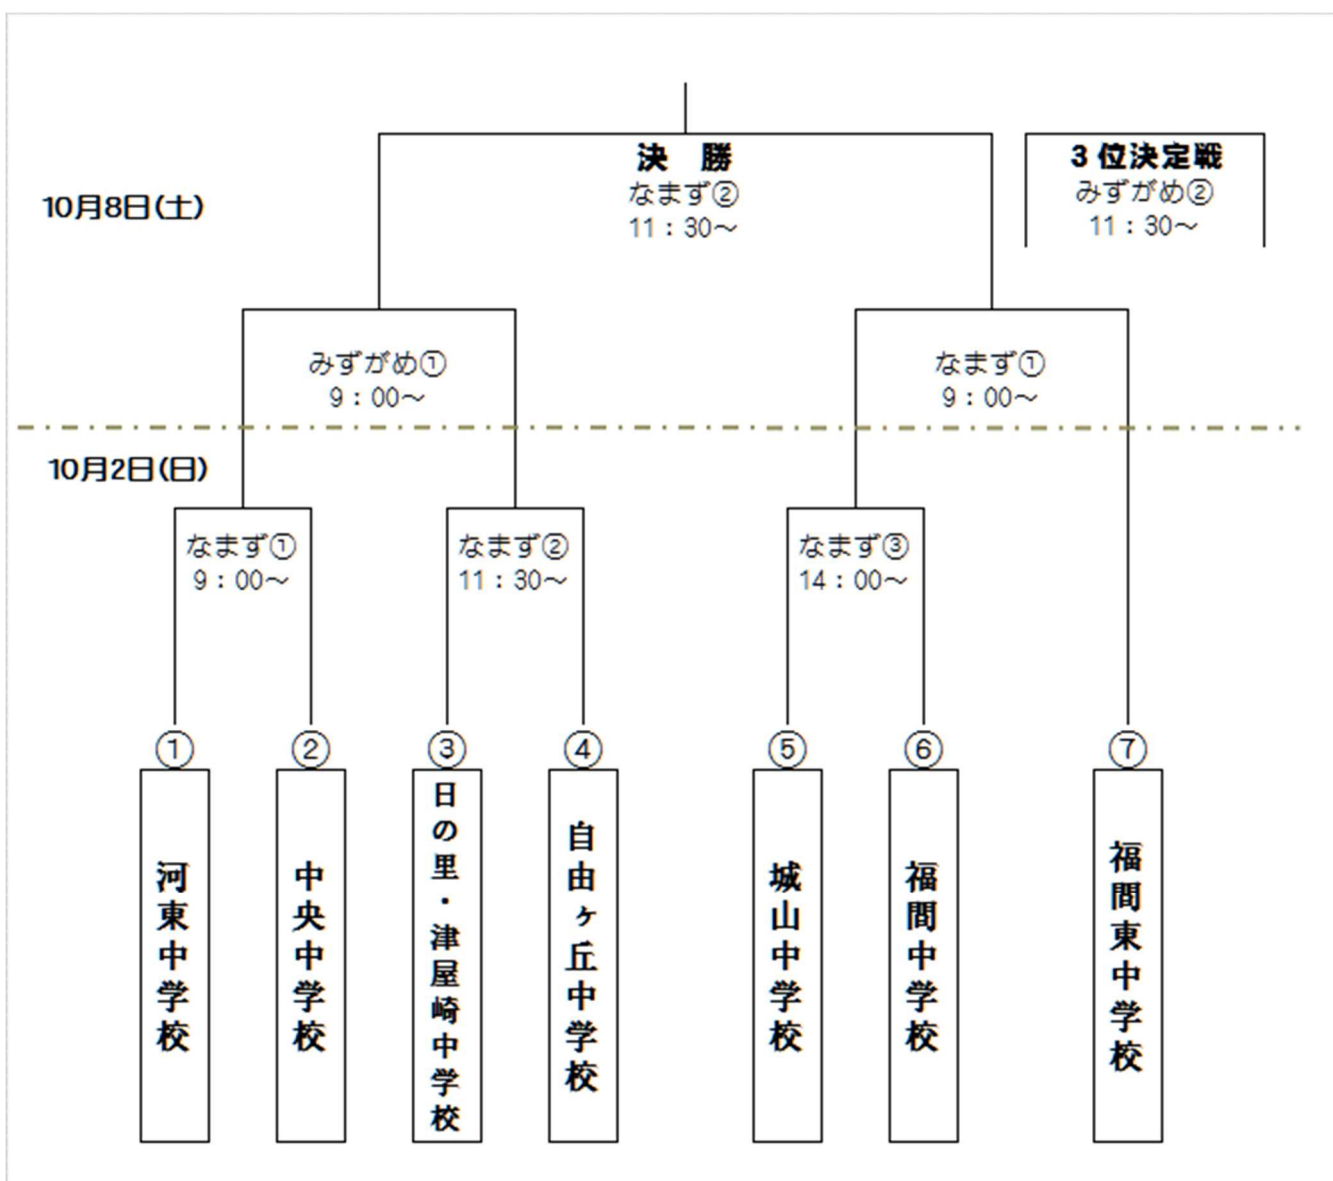 決　勝
なまず②
11：30～
3位決定戦
みずがめ②
11：30～
10月8日(土)
みずがめ①
9：00～
なまず①
9：00～
10月2日(日)
なまず①
9：00～
なまず②
11：30～
なまず③
14：00～
①
②
③
④
⑤
⑥
⑦
河東中学校
中央中学校
日の里・津屋崎中学校
自由ヶ丘中学校
城山中学校
福間中学校
福間東中学校